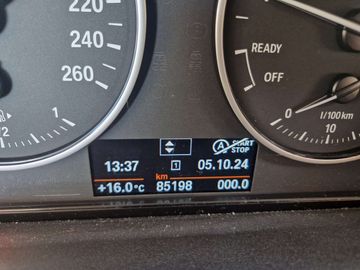 220
240
260
1/2
READY
OFF
0
l/100km
10
A START
STOP
13:37
1
05.10.24
km
+16.0°C
85198
000.0